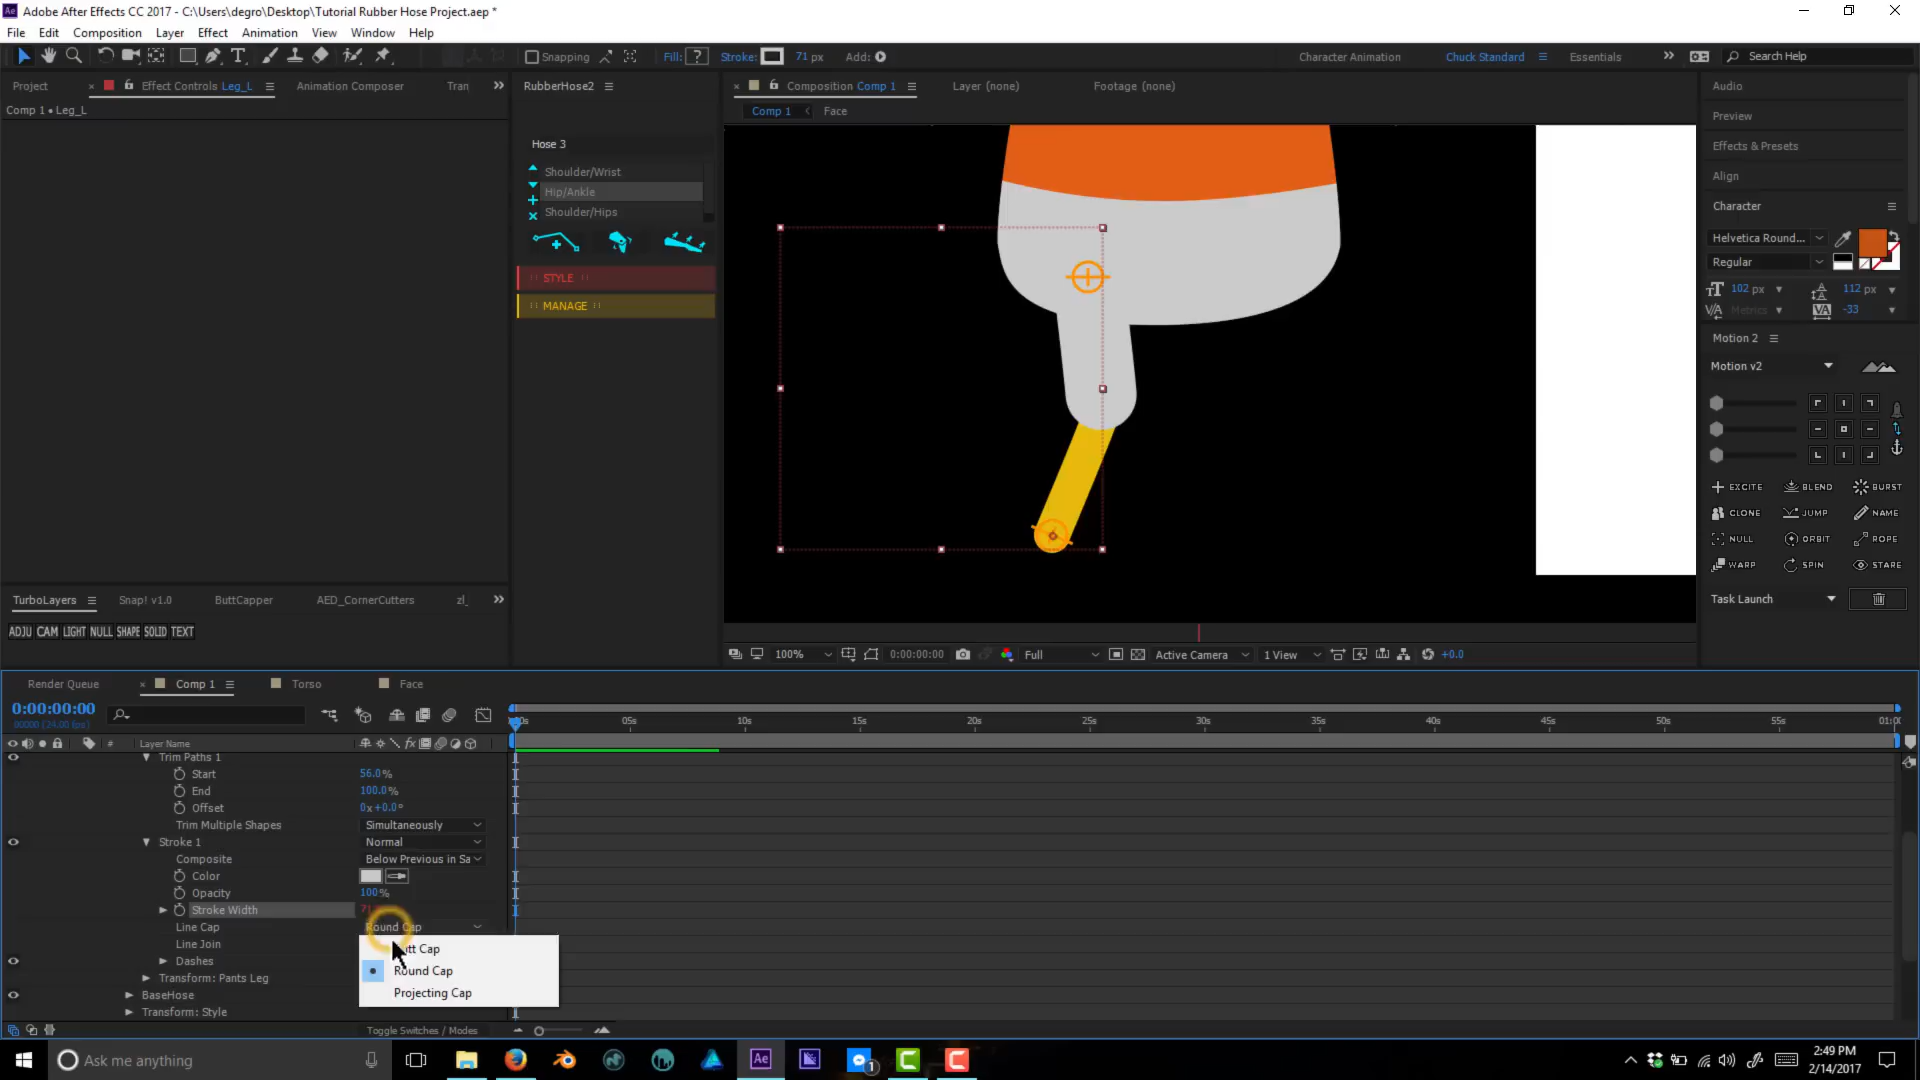 Adobe After Effects CC 2017 - C:\Users\degro\Desktop\Tutorial Rubber Hose Project.aep *
File Edit Composition Layer Effect Animation View Window Help
Snapping Fill: ? Stroke: 71 px Add: Character Animation Chuck Standard Essentials Search Help
Project Effect Controls Leg_L Animation Composer Tran RubberHose2 Composition Comp 1 Layer (none) Footage (none) Audio
Comp 1 • Leg_L Comp 1 Face Preview
Hose 3 Effects & Presets
Shoulder/Wrist Align
Hip/Ankle
Shoulder/Hips Character
Helvetica Round...
Regular
STYLE 102 px 112 px
MANAGE Metrics -33
Motion 2
Motion v2
EXCITE BLEND BURST
CLONE JUMP NAME
NULL ORBIT ROPE
WARP SPIN STARE
TurboLayers Snap! v1.0 ButtCapper AED_CornerCutters zl_ Task Launch
ADJU CAM LIGHT NULL SHAPE SOLID TEXT
100% 0:00:00:00 Full Active Camera 1 View +0.0
Render Queue Comp 1 Torso Face
0:00:00:00
00000 (24.00 fps) 05s 10s 15s 20s 25s 30s 35s 40s 45s 50s 55s
# Layer Name
Trim Paths 1
Start 56.0%
End 100.0%
Offset 0x+0.0°
Trim Multiple Shapes Simultaneously
Stroke 1 Normal
Composite Below Previous in Sa
Color
Opacity 100%
Stroke Width
Line Cap Round Cap
Line Join
Dashes
Transform: Pants Leg
BaseHose
Transform: Style
Round Cap
Projecting Cap
Toggle Switches / Modes
Ask me anything Ae 1 2:49 PM
2/14/2017